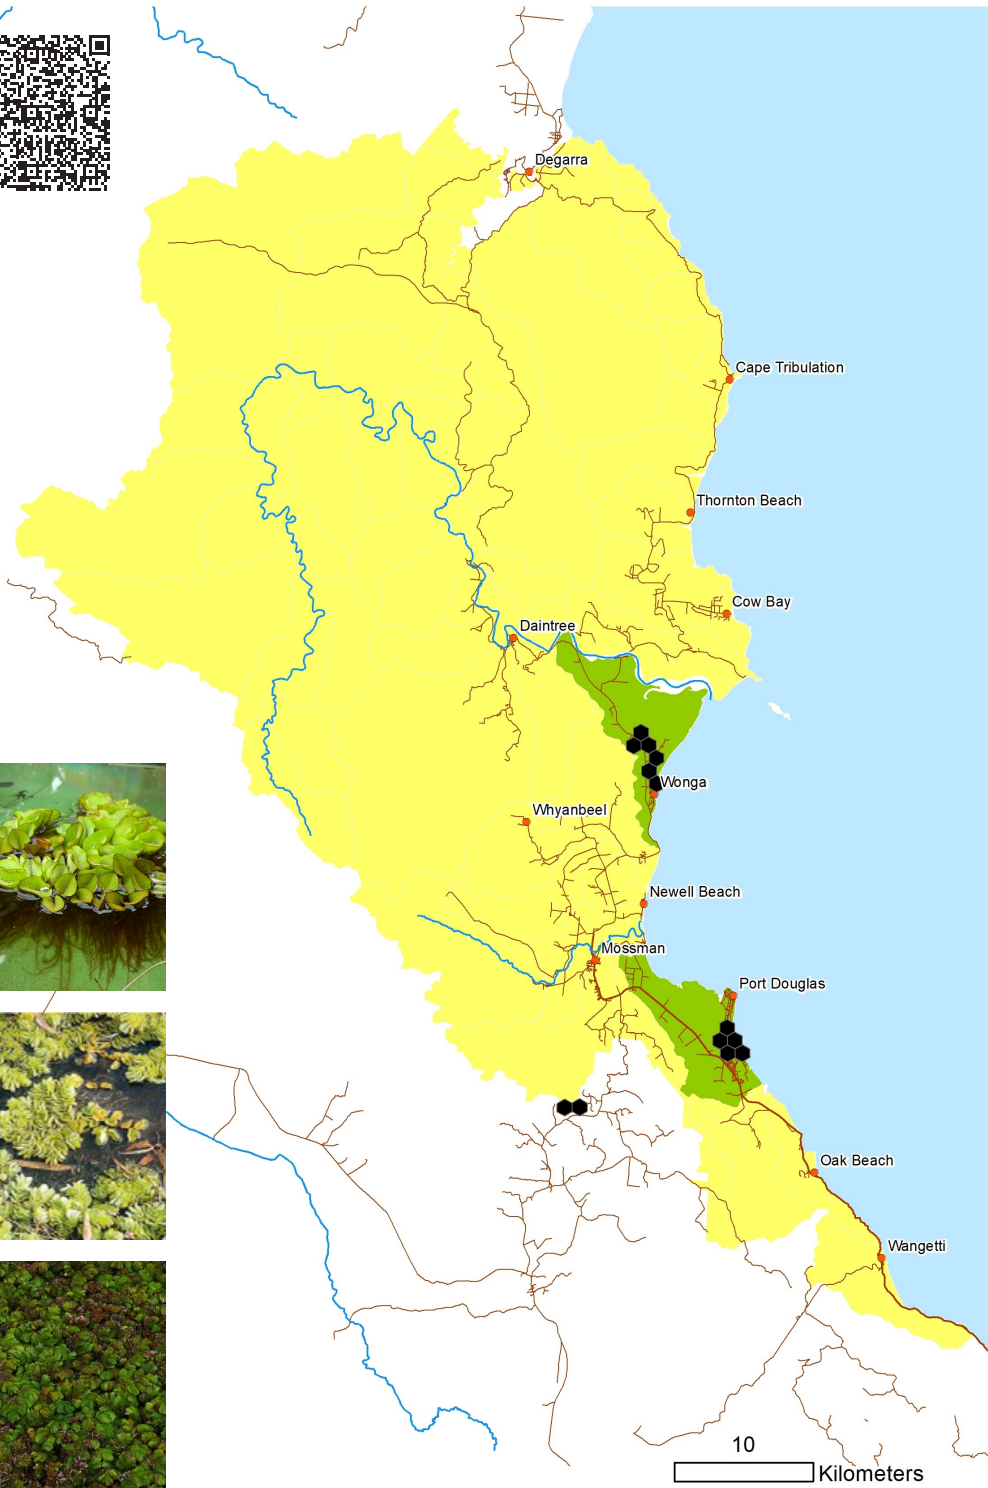 Degarra
Cape Tribulation
Thornton Beach
Cow Bay
Daintree
Wonga
Whyanbeel
Newell Beach
Mossman
Port Douglas
Oak Beach
Wangetti
10
Kilometers